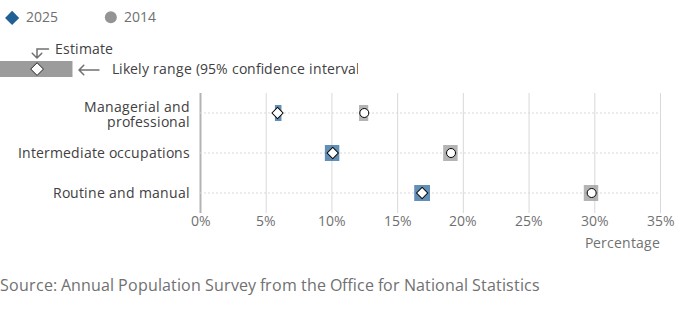 2025 2014
Estimate
Likely range (95% confidence interval
Managerial and
professional
Intermediate occupations
Routine and manual
0% 5% 10% 15% 20% 25% 30% 35%
Percentage
Source: Annual Population Survey from the Office for National Statistics